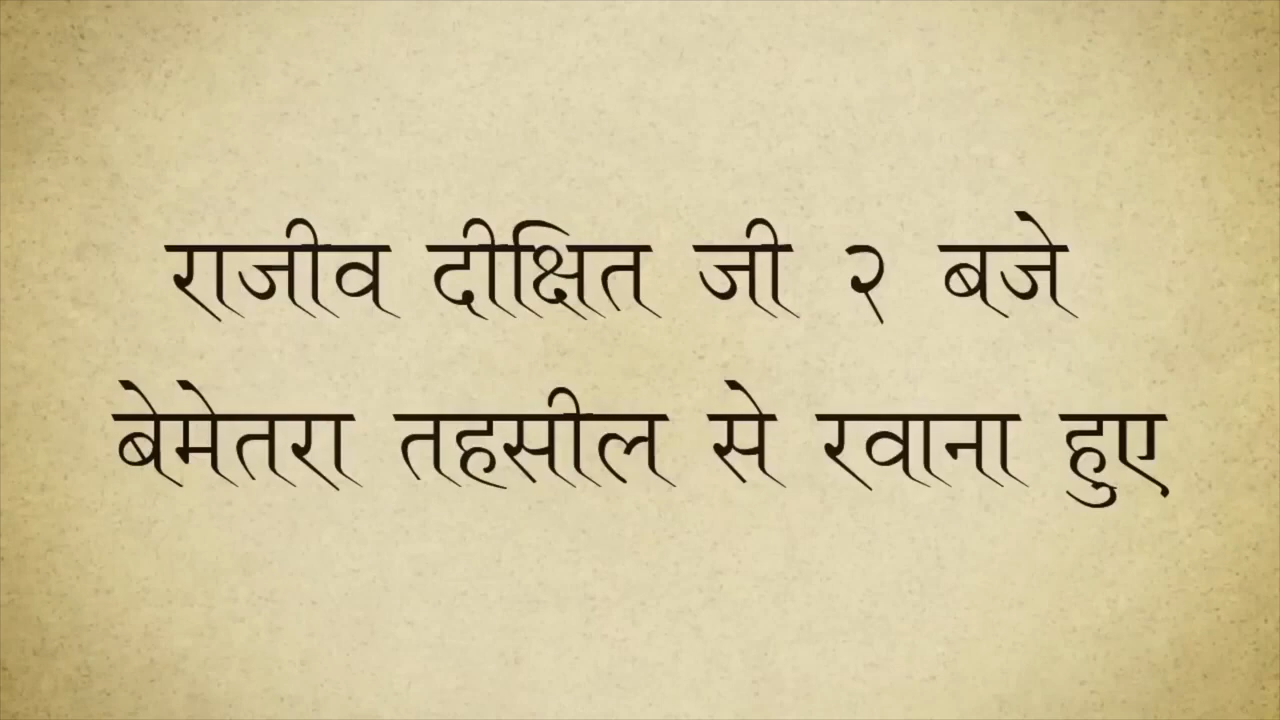 राजीव दीक्षित जी २ बजे
बेमेतरा तहसील से रवाना हुए